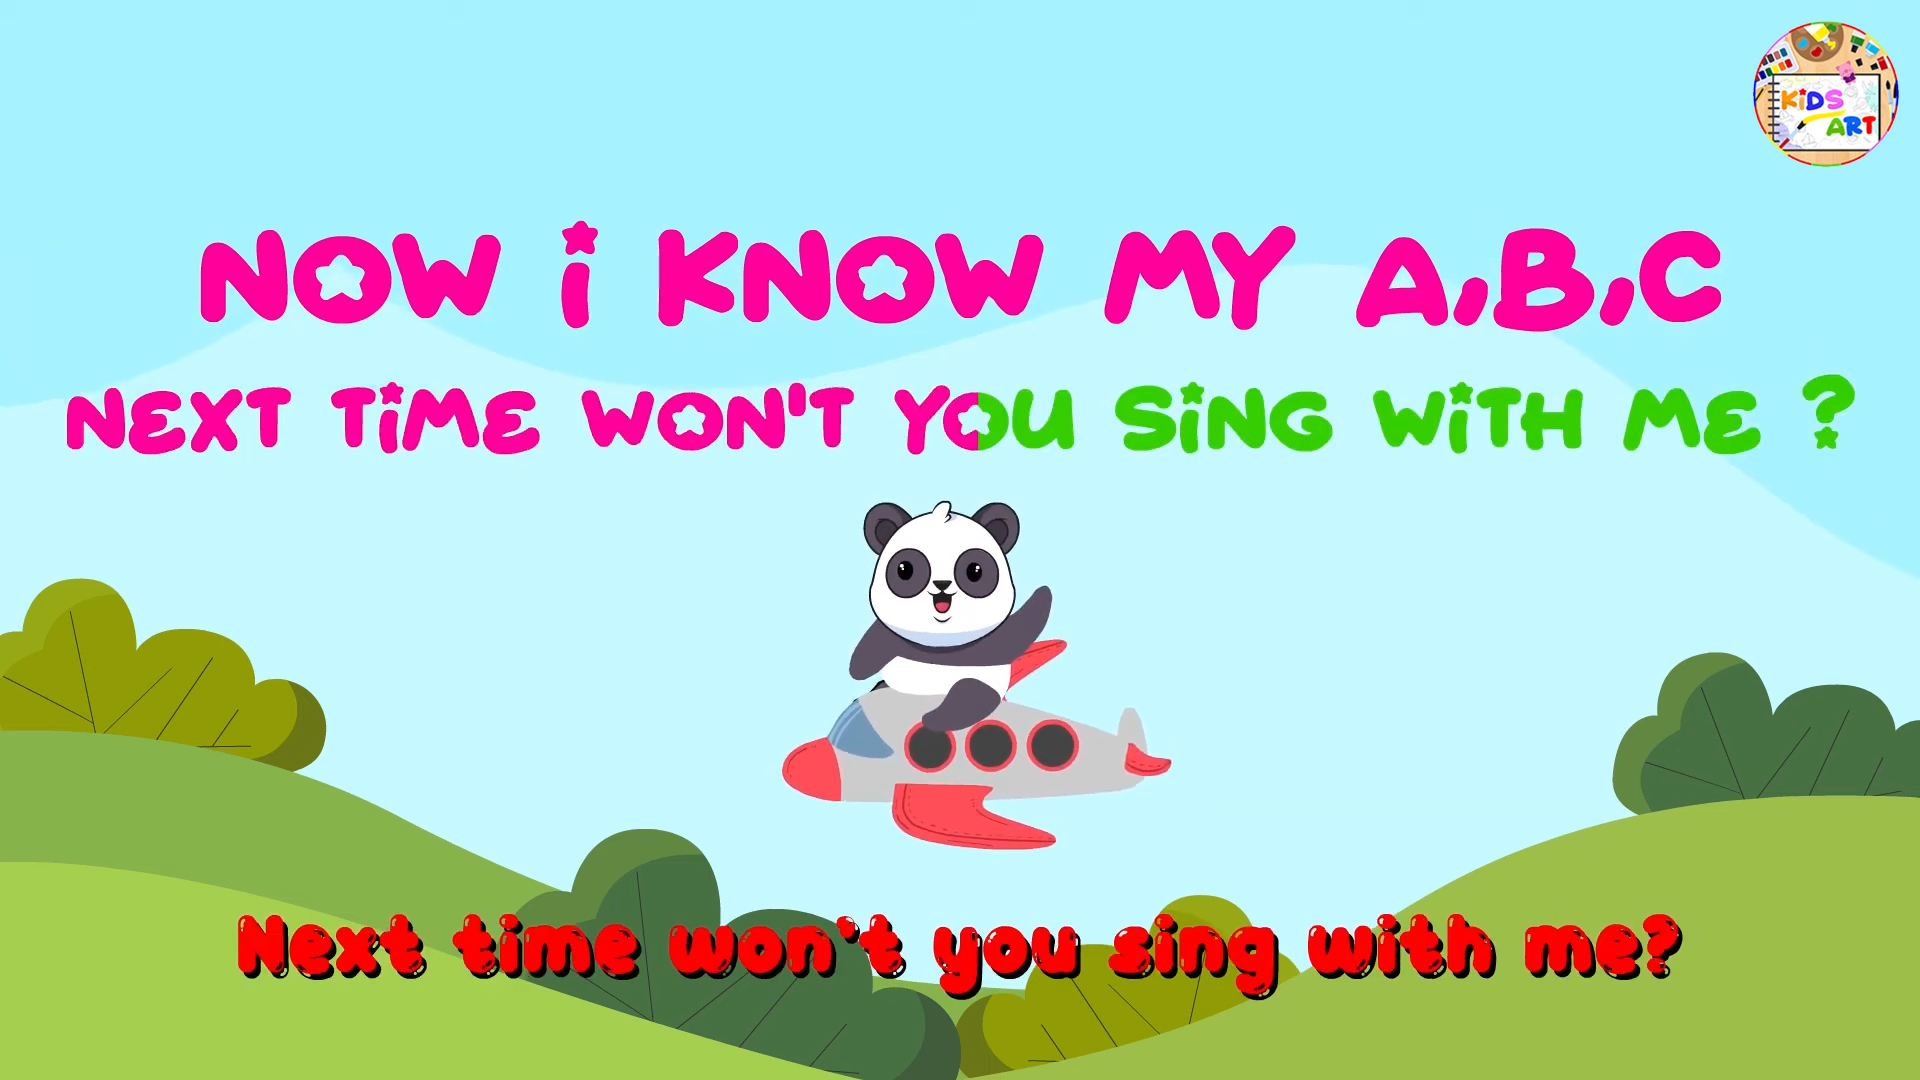 KiDS
ART
NOW i KNOW MY A,B,C
NEXT TiME WON'T YOU SiNG WiTH ME ?
Next time won't you sing with me?